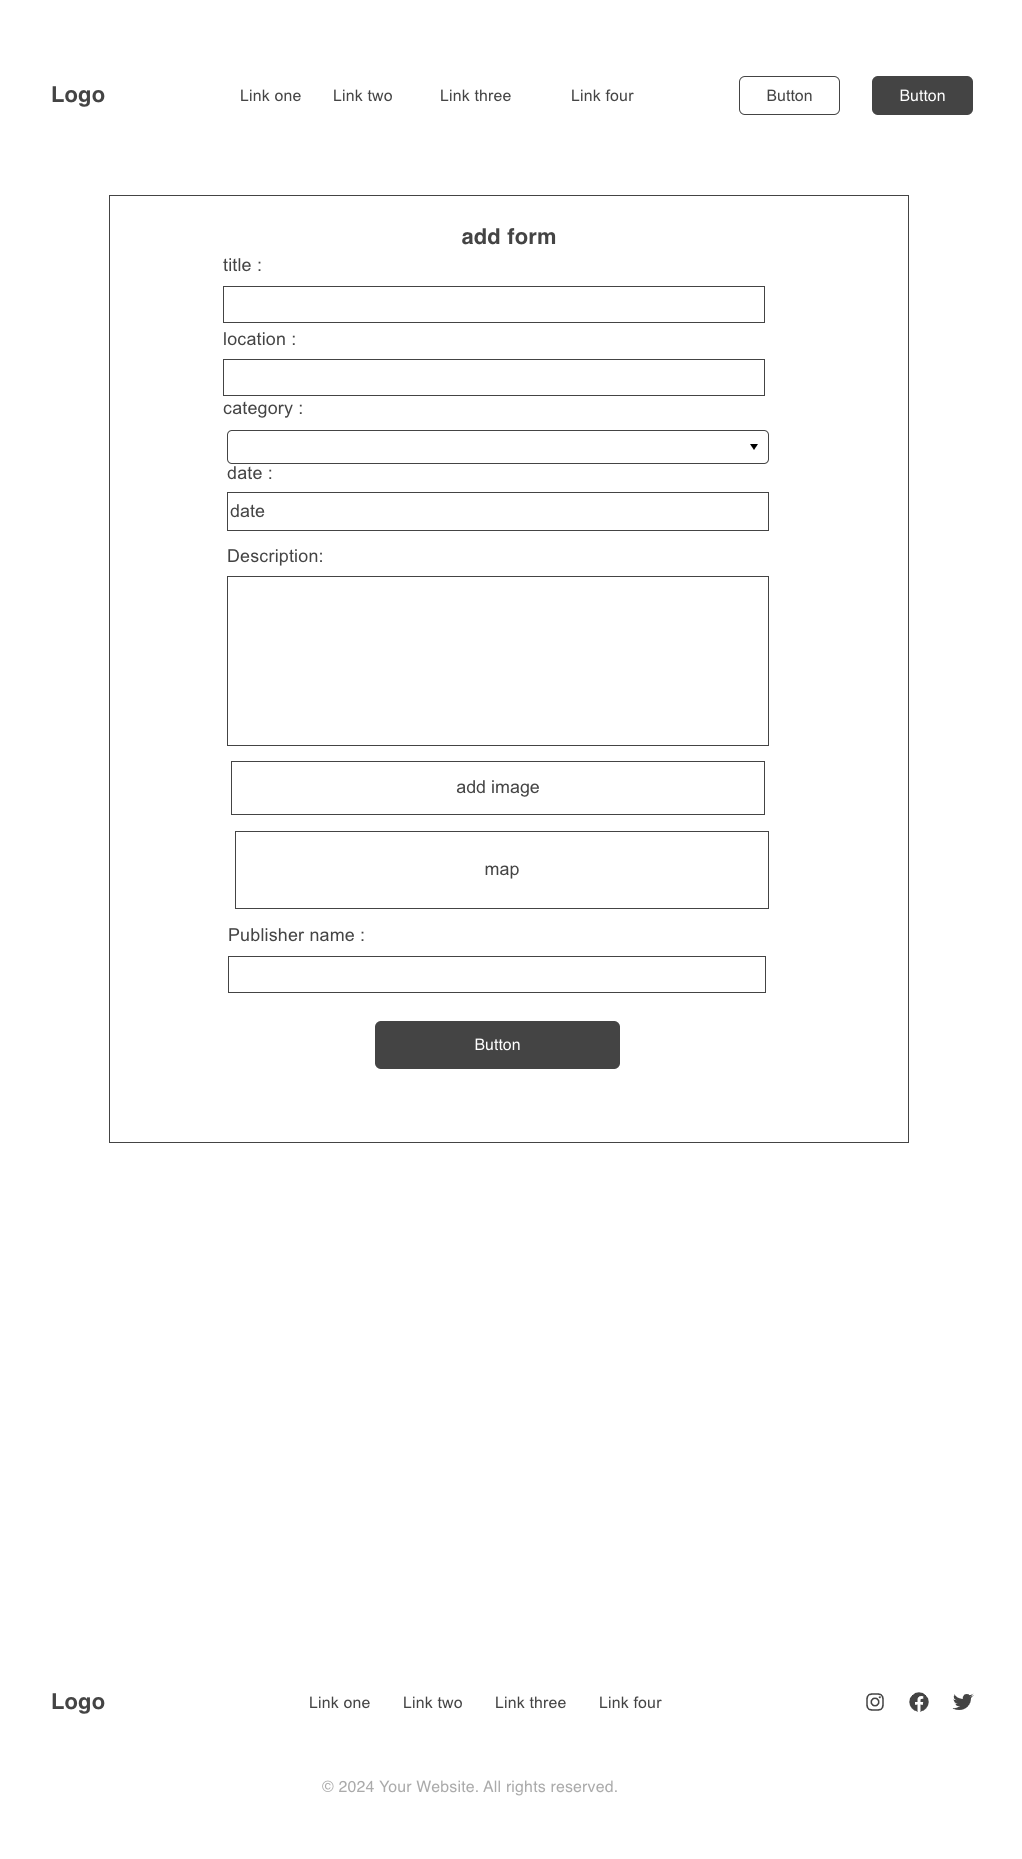 Logo
Link one
Link two
Link three
Link four
Button
Button
add form
title :
location :
category :
date :
date
Description:
add image
map
Publisher name :
Button
Logo
Link one
Link two
Link three
Link four
© 2024 Your Website. All rights reserved.